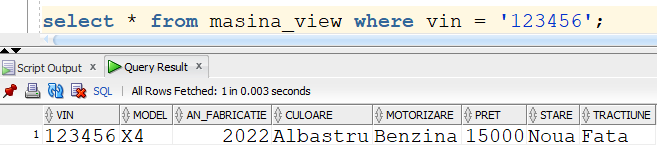 select * from masina_view where vin = '123456';
Script Output x Query Result x
SQL | All Rows Fetched: 1 in 0.003 seconds
VIN MODEL AN_FABRICATIE CULOARE MOTORIZARE PRET STARE TRACTIUNE
1 123456 X4 2022 Albastru Benzina 15000 Noua Fata